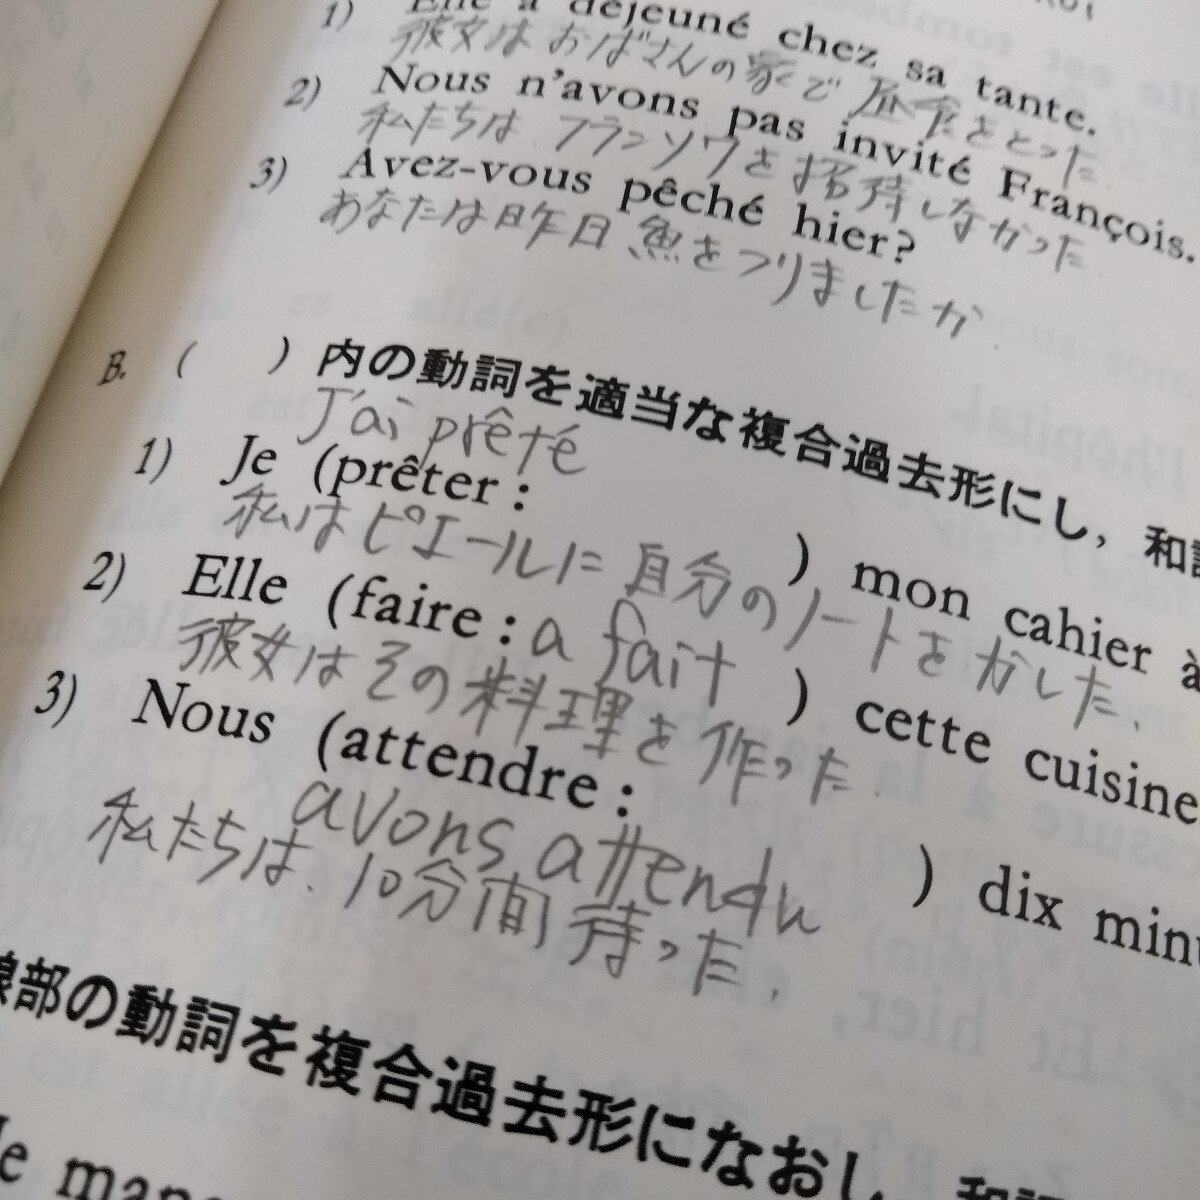 1) Elle a déjeuné chez sa tante.
彼女はおばさんの家で昼食をとった
2) Nous n'avons pas invité François.
私たちは フランソワを招待しなかった
3) Avez-vous pêché hier?
あなたは昨日、魚をつりましたか
B. (　　)内の動詞を適当な複合過去形にし，和訳
J'ai prêté
1) Je (prêter : ) mon cahier à
私はピエールに自分のノートをかした.
2) Elle (faire : a fait ) cette cuisine
彼女はその料理を作った
3) Nous (attendre : ) dix minu
avons attendu
私たちは、10分間待った.
線部の動詞を複合過去形になおし，和訳